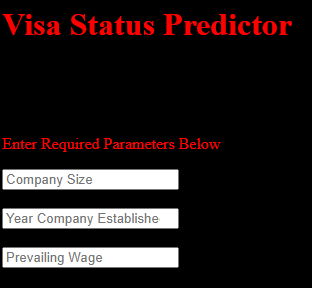 Visa Status Predictor
Enter Required Parameters Below
Company Size
Year Company Establishe
Prevailing Wage